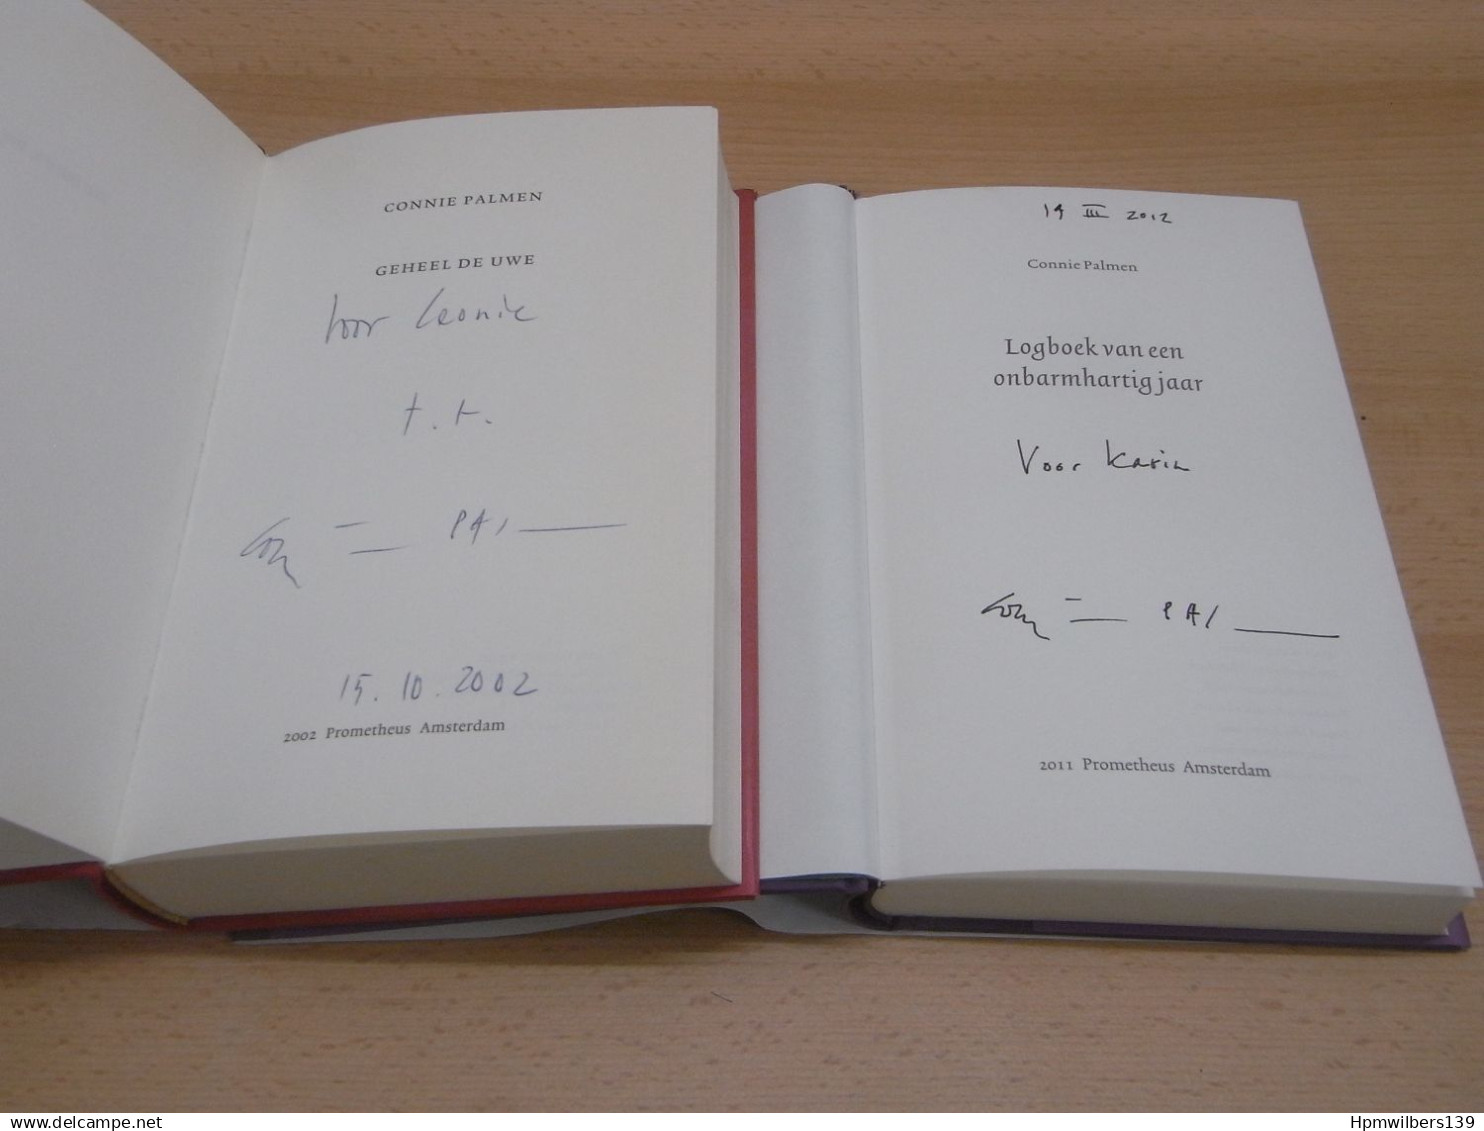 CONNIE PALMEN
GEHEEL DE UWE
Voor Leonie
t.t.
15.10.2002
2002 Prometheus Amsterdam
14 III 2012
Connie Palmen
Logboek van een
onbarmhartig jaar
Voor Karin
2011 Prometheus Amsterdam
delcampe.net
Hpmwilbers139